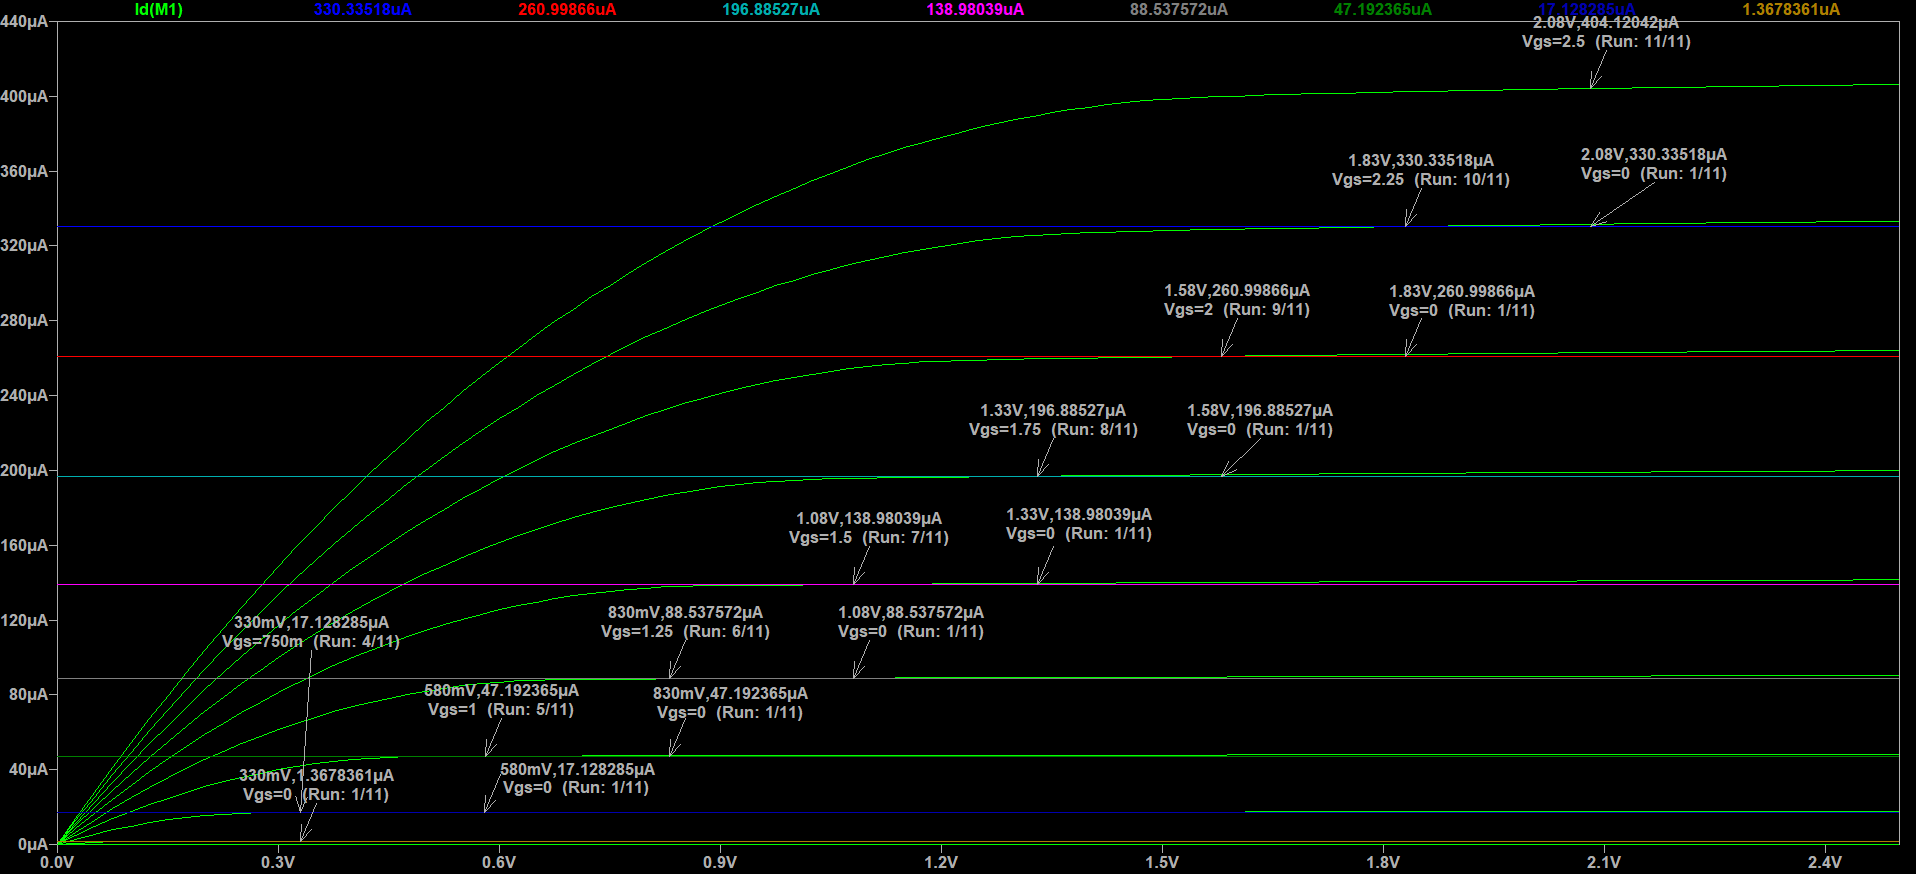 Id(M1) 330.33518uA 260.99866uA 196.88527uA 138.98039uA 88.537572uA 47.192365uA 17.128285uA 1.3678361uA
440µA
2.08V,404.12042µA
Vgs=2.5 (Run: 11/11)
400µA
1.83V,330.33518µA
Vgs=2.25 (Run: 10/11)
2.08V,330.33518µA
Vgs=0 (Run: 1/11)
360µA
320µA
1.58V,260.99866µA
Vgs=2 (Run: 9/11)
1.83V,260.99866µA
Vgs=0 (Run: 1/11)
280µA
240µA
1.33V,196.88527µA
Vgs=1.75 (Run: 8/11)
1.58V,196.88527µA
Vgs=0 (Run: 1/11)
200µA
1.08V,138.98039µA
Vgs=1.5 (Run: 7/11)
1.33V,138.98039µA
Vgs=0 (Run: 1/11)
160µA
120µA
330mV,17.128285µA
Vgs=750m (Run: 4/11)
830mV,88.537572µA
Vgs=1.25 (Run: 6/11)
1.08V,88.537572µA
Vgs=0 (Run: 1/11)
80µA
580mV,47.192365µA
Vgs=1 (Run: 5/11)
830mV,47.192365µA
Vgs=0 (Run: 1/11)
40µA
330mV,1.3678361µA
Vgs=0 (Run: 1/11)
580mV,17.128285µA
Vgs=0 (Run: 1/11)
0µA
0.0V 0.3V 0.6V 0.9V 1.2V 1.5V 1.8V 2.1V 2.4V